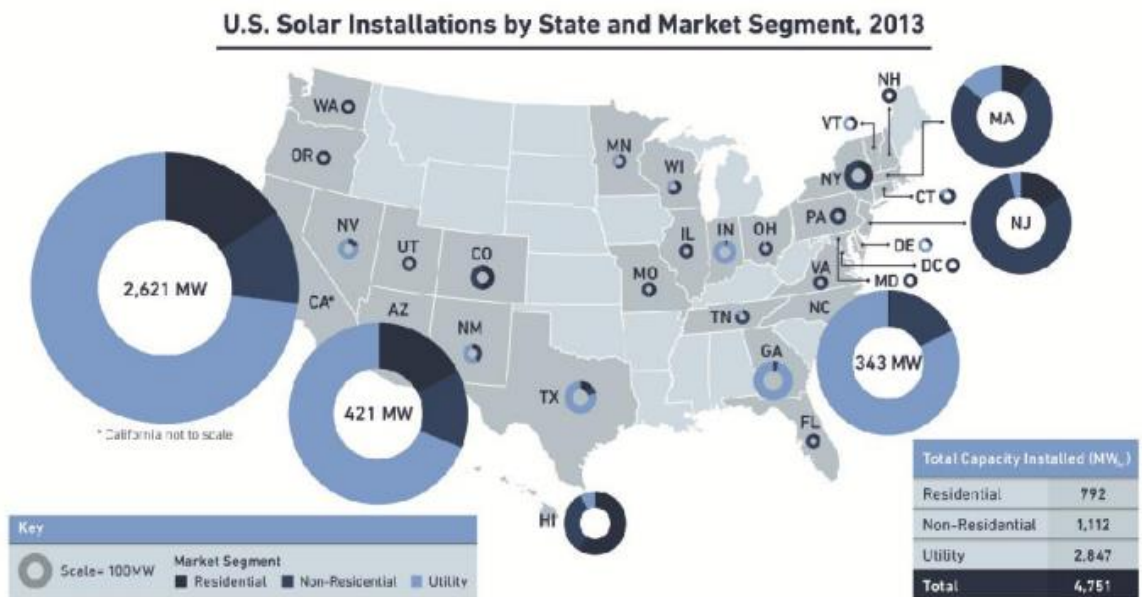 U.S. Solar Installations by State and Market Segment, 2013
NH
WA
MA
VT
OR
MN
WI
NY
CT
NV
PA
NJ
UT
CO
IL
IN
OH
DE
2,621 MW
MO
VA
DC
MD
CA*
AZ
NM
TN
NC
GA
343 MW
TX
421 MW
FL
* California not to scale
HI
Total Capacity Installed (MWdc)
Residential 792
Non-Residential 1,112
Utility 2,847
Total 4,751
Key
Scale= 100MW
Market Segment
Residential Non-Residential Utility